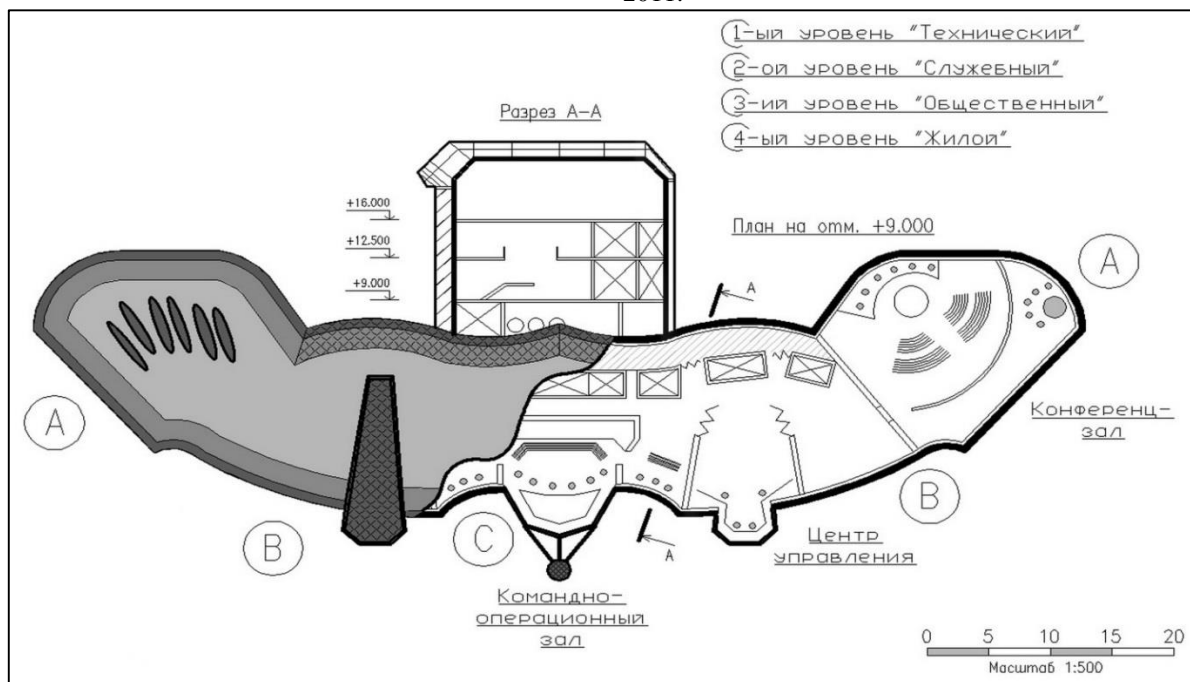 2011.
1-ый уровень "Технический"
2-ой уровень "Служебный"
3-ий уровень "Общественный"
4-ый уровень "Жилой"
Разрез А-А
+16.000
+12.500
+9.000
План на отм. +9.000
А
А
А
В
С
А
В
Конференц-
зал
Центр
управления
Командно-
операционный
зал
0 5 10 15 20
Масштаб 1:500